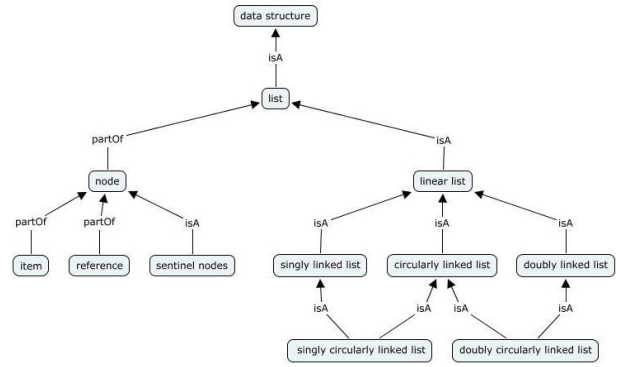 data structure
isA
list
partOf
isA
node
linear list
partOf
partOf
isA
isA
isA
isA
item
reference
sentinel nodes
singly linked list
circularly linked list
doubly linked list
isA
isA
isA
isA
singly circularly linked list
doubly circularly linked list